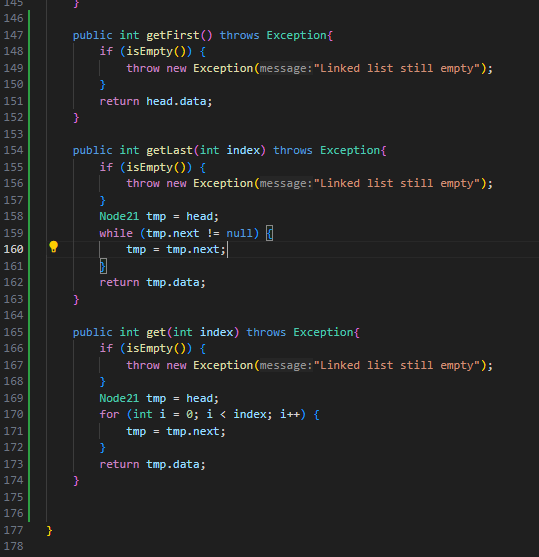 145 }
146
147 public int getFirst() throws Exception{
148 if (isEmpty()) {
149 throw new Exception(message:"Linked list still empty");
150 }
151 return head.data;
152 }
153
154 public int getLast(int index) throws Exception{
155 if (isEmpty()) {
156 throw new Exception(message:"Linked list still empty");
157 }
158 Node21 tmp = head;
159 while (tmp.next != null) {
160 tmp = tmp.next;
161 }
162 return tmp.data;
163 }
164
165 public int get(int index) throws Exception{
166 if (isEmpty()) {
167 throw new Exception(message:"Linked list still empty");
168 }
169 Node21 tmp = head;
170 for (int i = 0; i < index; i++) {
171 tmp = tmp.next;
172 }
173 return tmp.data;
174 }
175
176
177 }
178